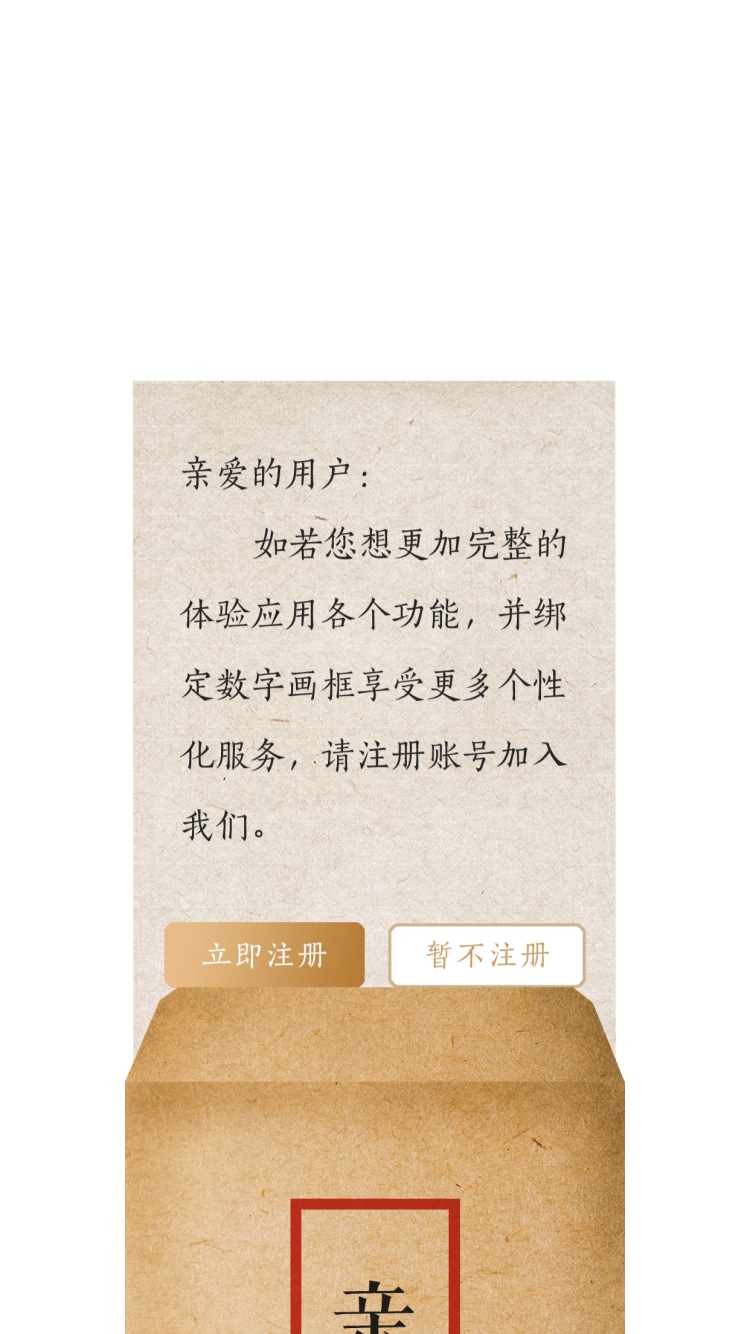 亲爱的用户：
如若您想更加完整的
体验应用各个功能，并绑
定数字画框享受更多个性
化服务，请注册账号加入
我们。
立即注册
暂不注册
亲